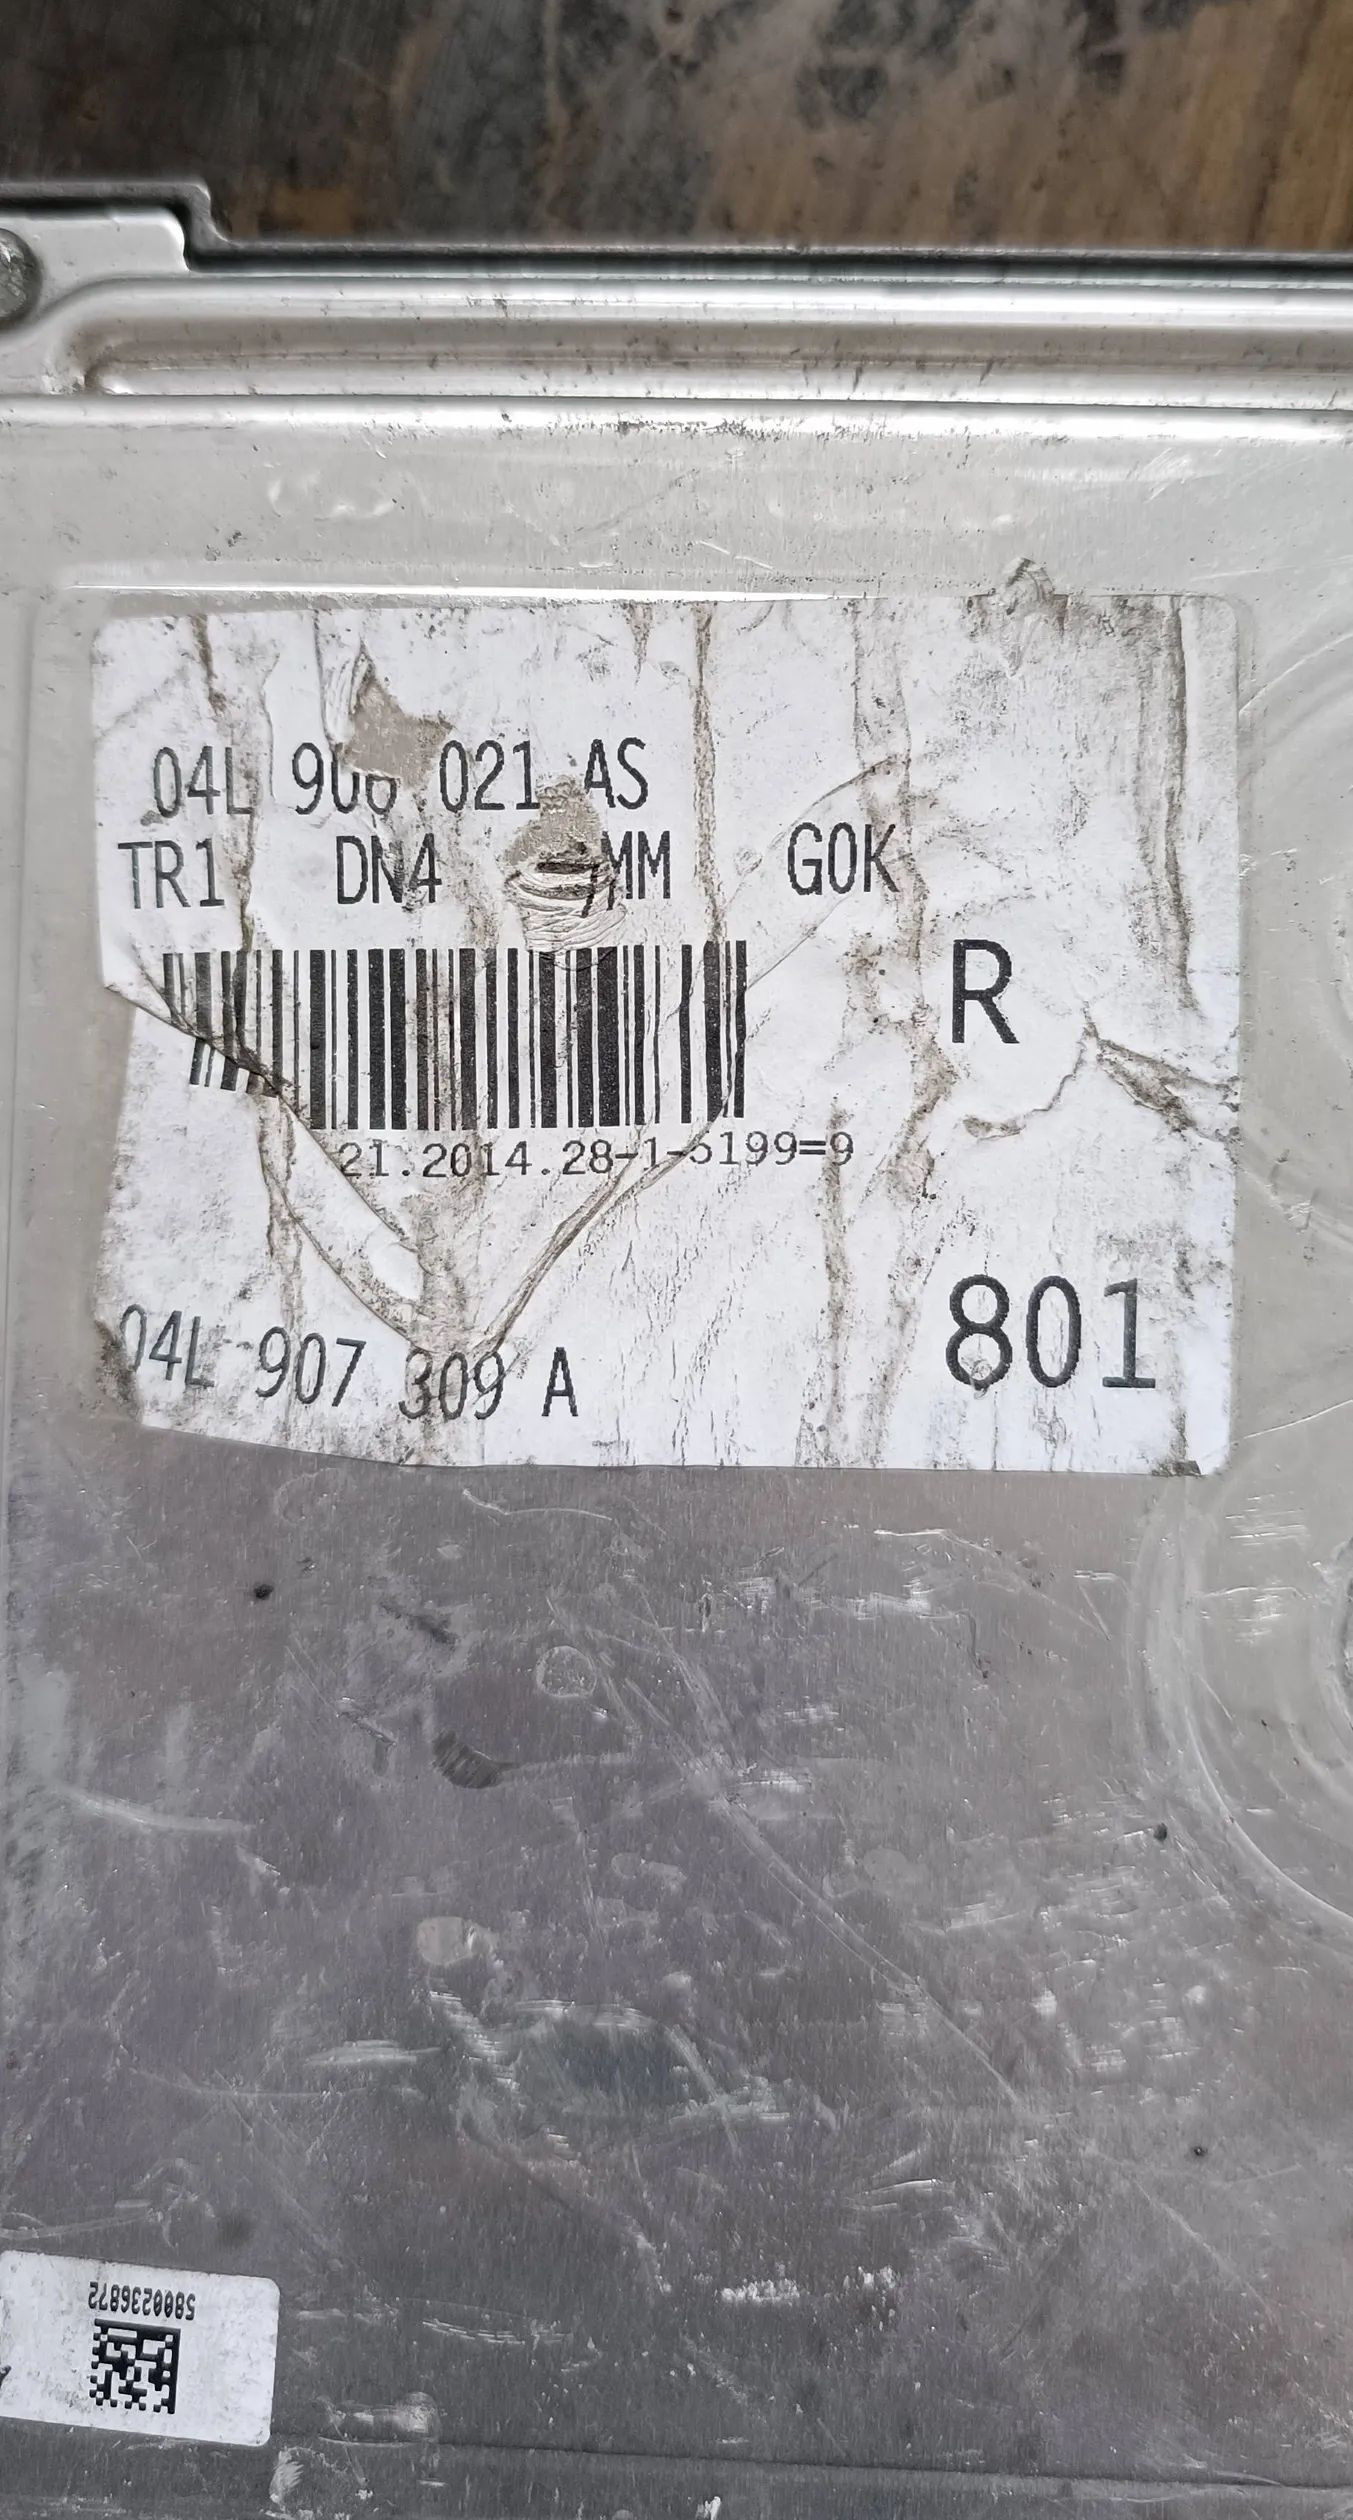 04L 906 021 AS
TR1 DN4 MM G0K
R
21.2014.28-1-5199=9
801
04L 907 309 A
5800236872